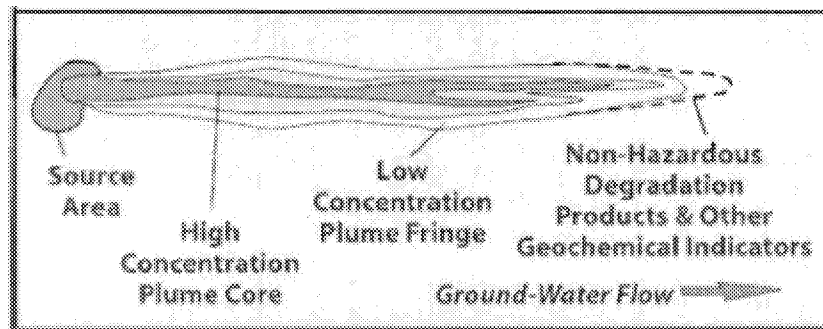 Source
Area
High
Concentration
Plume Core
Low
Concentration
Plume Fringe
Non-Hazardous
Degradation
Products & Other
Geochemical Indicators
Ground-Water Flow